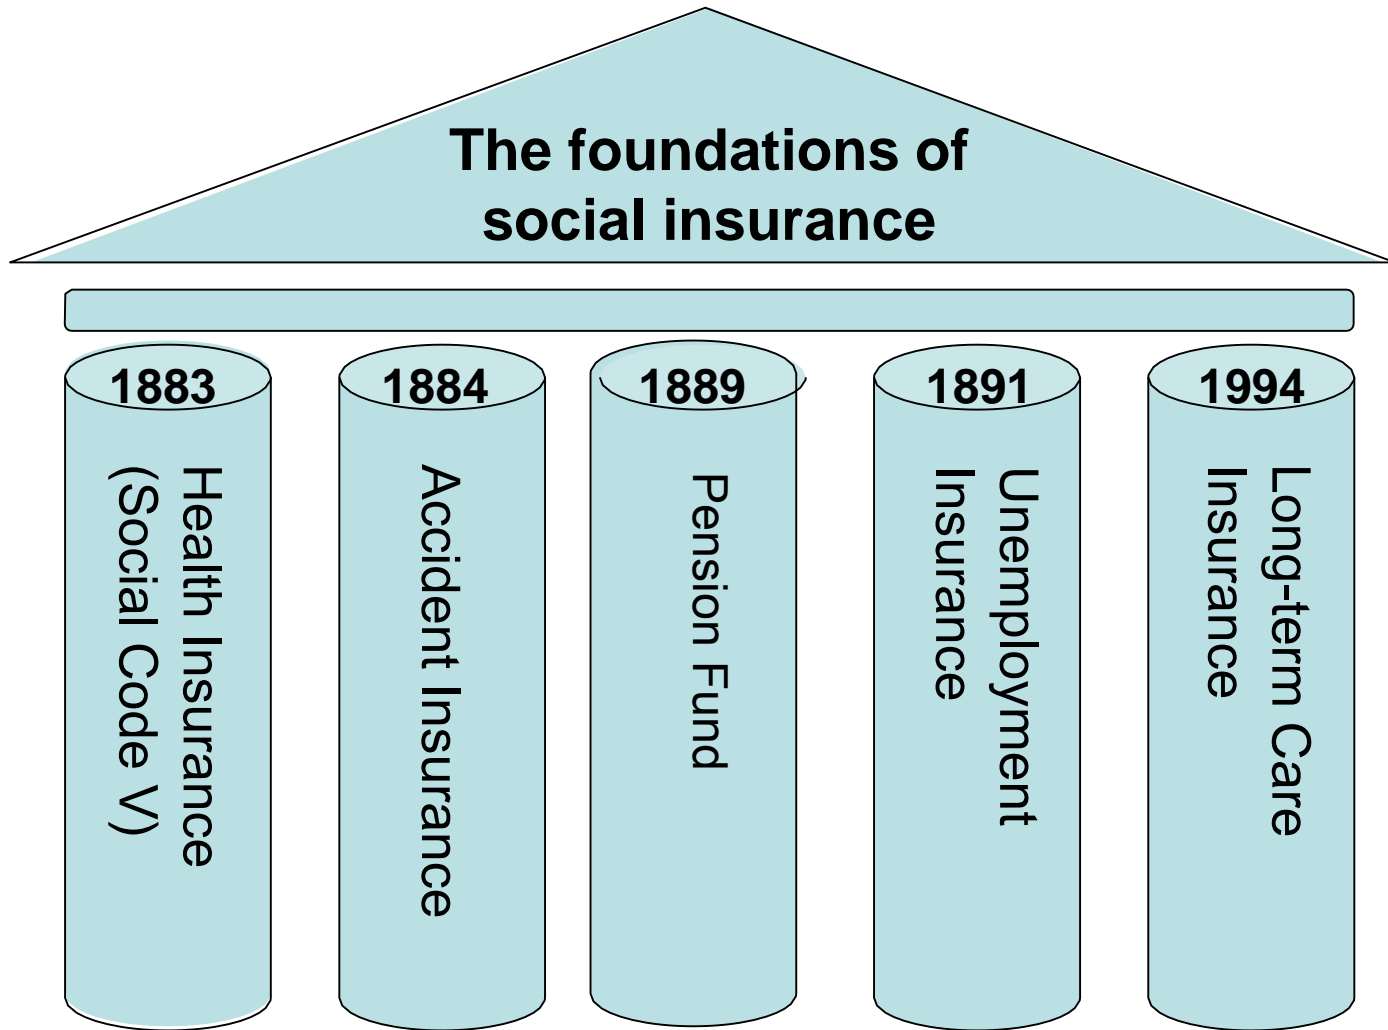 The foundations of
social insurance
1883
Health Insurance
(Social Code V)
1884
Accident Insurance
1889
Pension Fund
1891
Unemployment
Insurance
1994
Long-term Care
Insurance